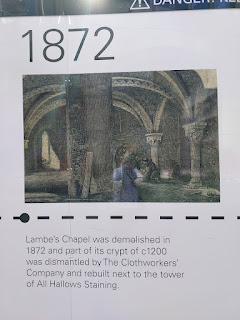 DANGER!
1872
Lambe's Chapel was demolished in
1872 and part of its crypt of c1200
was dismantled by The Clothworkers'
Company and rebuilt next to the tower
of All Hallows Staining.